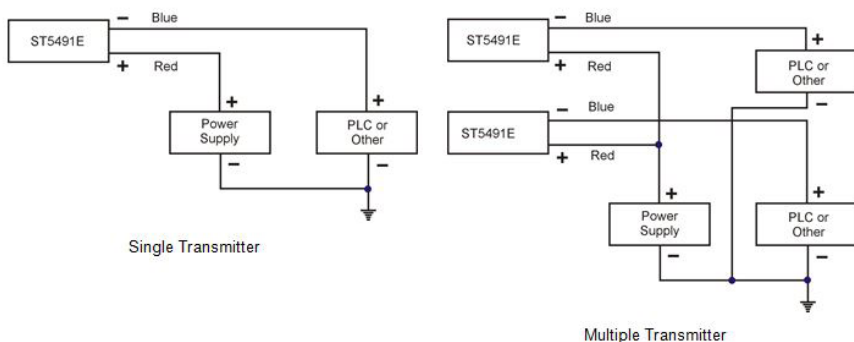 − Blue
ST5491E
+ Red
+ +
Power Supply
PLC or Other
− −
Single Transmitter
− Blue
ST5491E
+ Red
+
PLC or Other
−
− Blue
ST5491E
+ Red
+ +
Power Supply
PLC or Other
− −
Multiple Transmitter